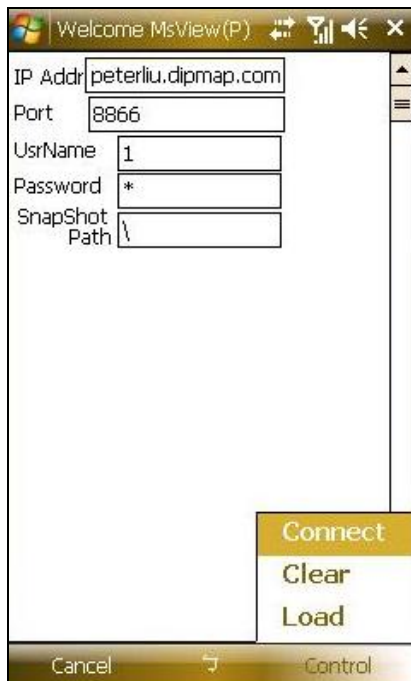 Welcome MsView(P)
IP Addr peterliu.dipmap.com
Port 8866
UsrName 1
Password *
SnapShot
Path \
Connect
Clear
Load
Cancel Control